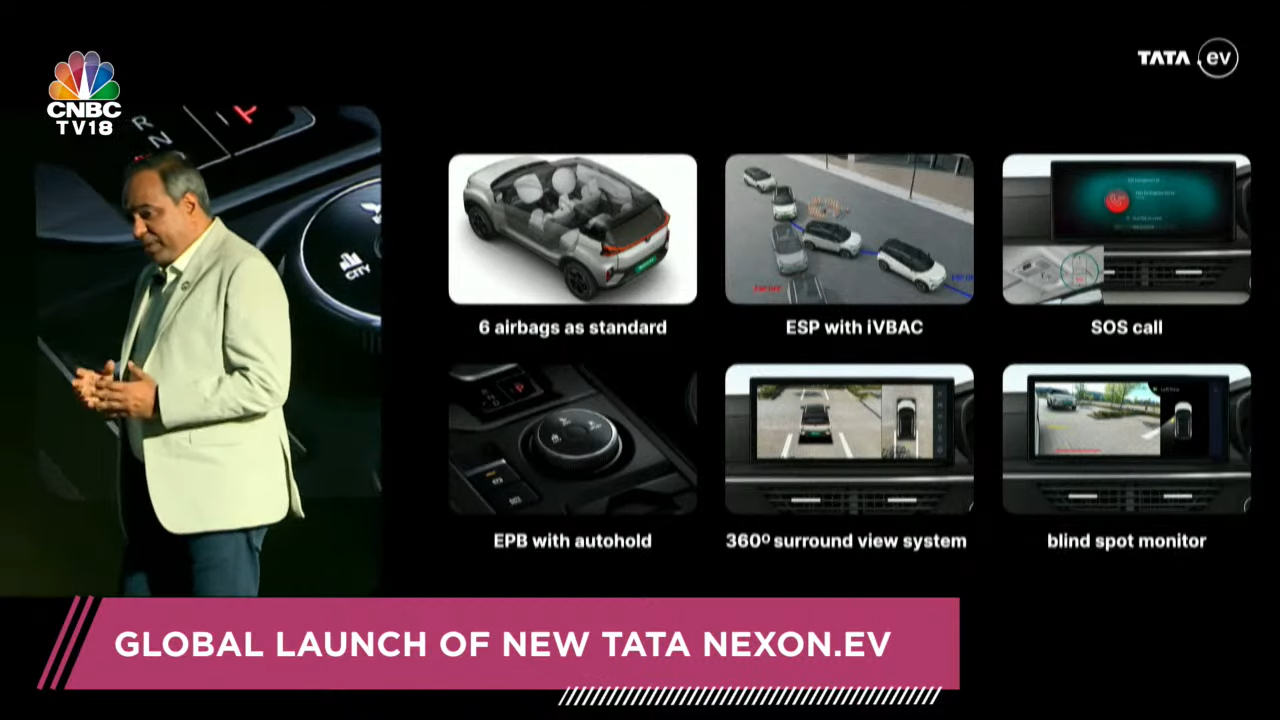 CNBC
TV18
TATA .ev
R
N
CITY
6 airbags as standard
ESP with iVBAC
SOS call
EPB with autohold
360º surround view system
blind spot monitor
GLOBAL LAUNCH OF NEW TATA NEXON.EV